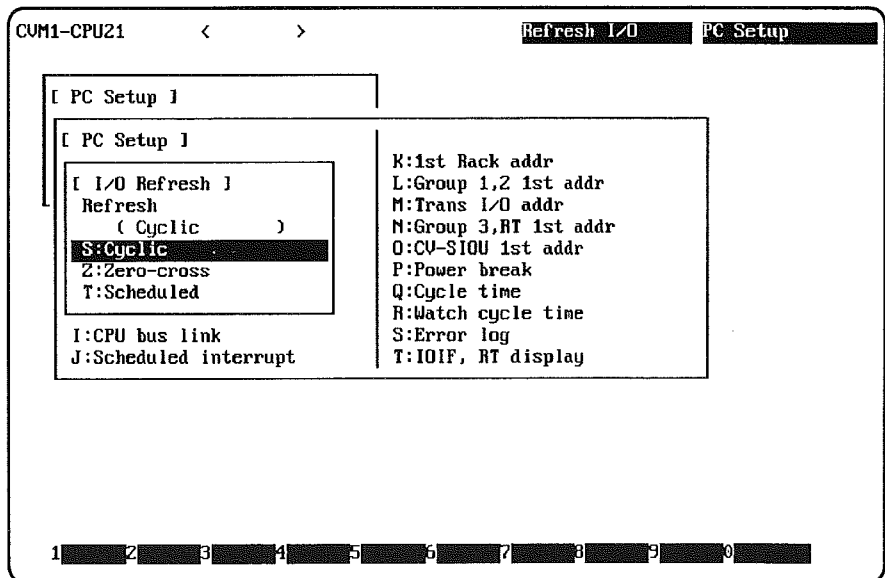 CVM1-CPU21 < > Refresh I/O PC Setup
[ PC Setup ]
[ PC Setup ]
[ I/O Refresh ]
Refresh
( Cyclic )
S:Cyclic
Z:Zero-cross
T:Scheduled
I:CPU bus link
J:Scheduled interrupt
K:1st Rack addr
L:Group 1,2 1st addr
M:Trans I/O addr
N:Group 3,RT 1st addr
O:CV-SIOU 1st addr
P:Power break
Q:Cycle time
R:Watch cycle time
S:Error log
T:IOIF, RT display
1 2 3 4 5 6 7 8 9 0